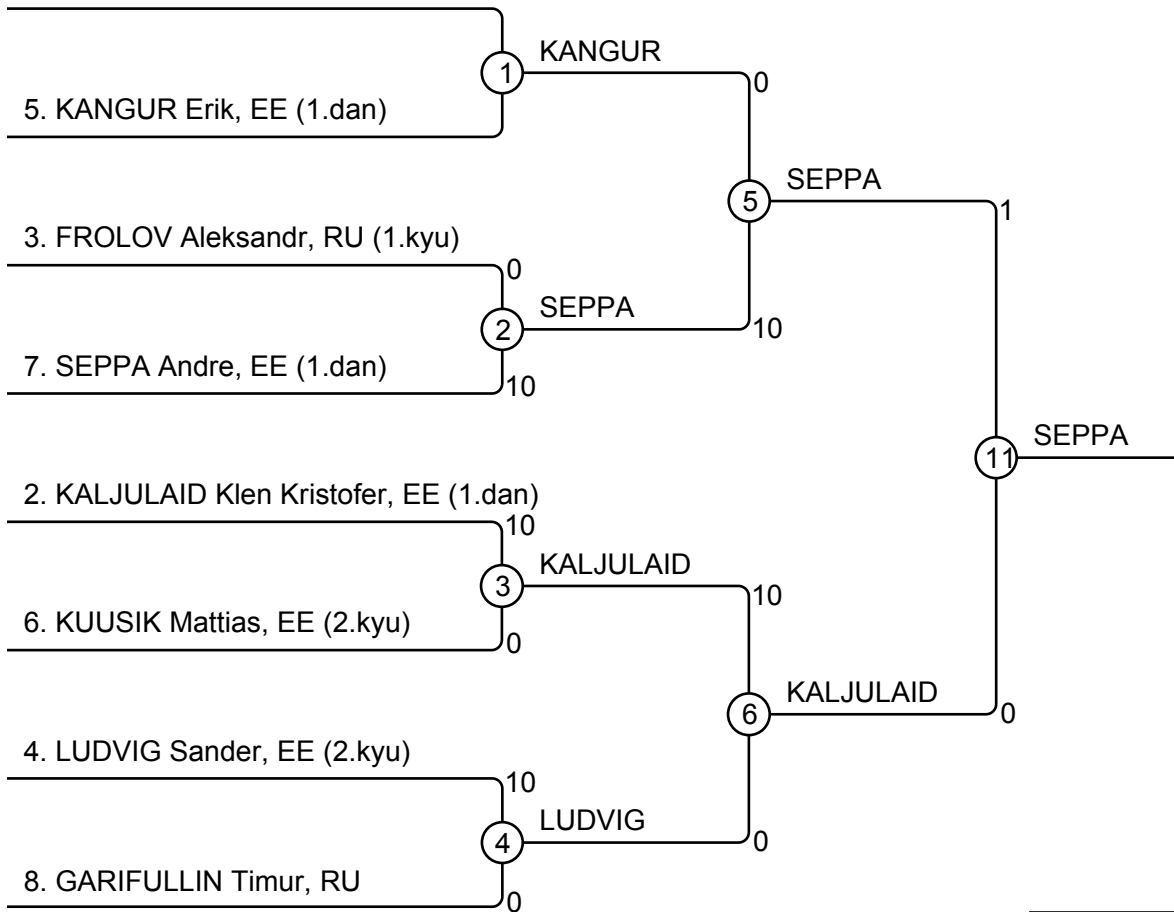 KANGUR
1
0
5. KANGUR Erik, EE (1.dan)
SEPPA
5
1
3. FROLOV Aleksandr, RU (1.kyu)
0
SEPPA
2
10
7. SEPPA Andre, EE (1.dan)
10
SEPPA
11
2. KALJULAID Klen Kristofer, EE (1.dan)
10
KALJULAID
3
10
6. KUUSIK Mattias, EE (2.kyu)
0
KALJULAID
6
0
4. LUDVIG Sander, EE (2.kyu)
10
LUDVIG
4
0
8. GARIFULLIN Timur, RU
0